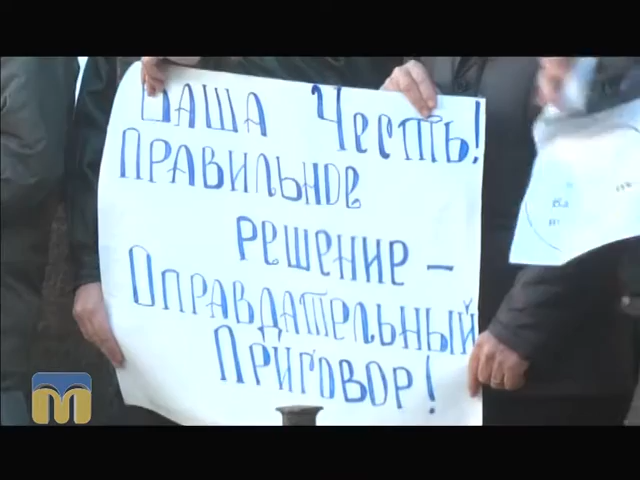 Ваша Честь!
Правильное
решение –
Оправдательный
Приговор!